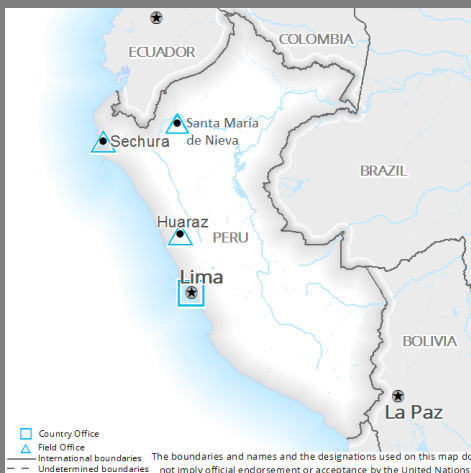 COLOMBIA
ECUADOR
Santa María
de Nieva
Sechura
BRAZIL
Huaraz
PERU
Lima
BOLIVIA
La Paz
Country Office
Field Office
International boundaries
Undetermined boundaries
The boundaries and names and the designations used on this map do
not imply official endorsement or acceptance by the United Nations